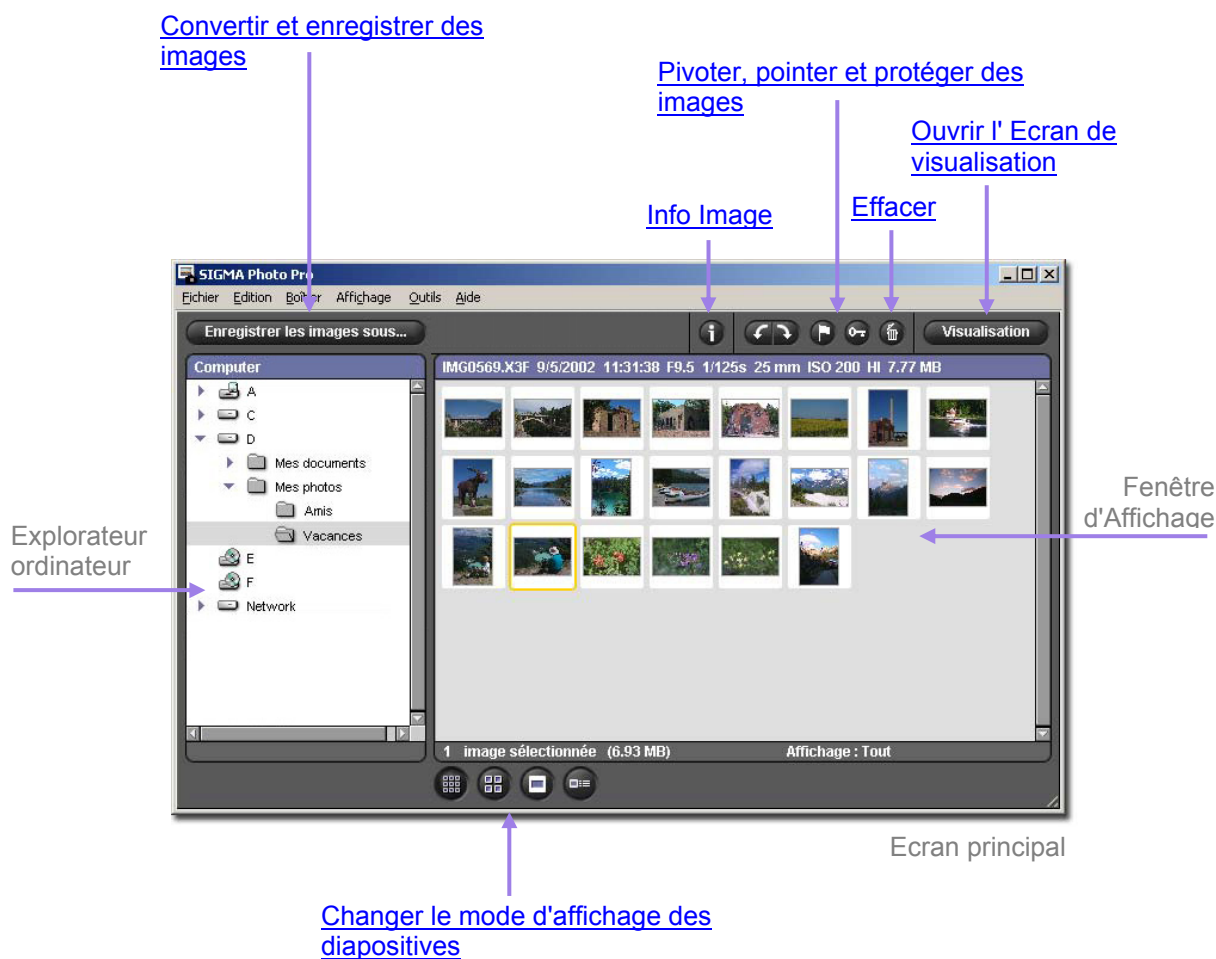 Convertir et enregistrer des
images
Pivoter, pointer et protéger des
images
Ouvrir l' Ecran de
visualisation
Info Image
Effacer
SIGMA Photo Pro
Fichier Edition Boîtier Affichage Outils Aide
Enregistrer les images sous...
Visualisation
Computer
IMG0569.X3F 9/5/2002 11:31:38 F9.5 1/125s 25 mm ISO 200 HI 7.77 MB
A
C
D
Mes documents
Mes photos
Amis
Vacances
E
F
Network
Explorateur
ordinateur
Fenêtre
d'Affichage
1 image sélectionnée (6.93 MB) Affichage : Tout
Ecran principal
Changer le mode d'affichage des
diapositives